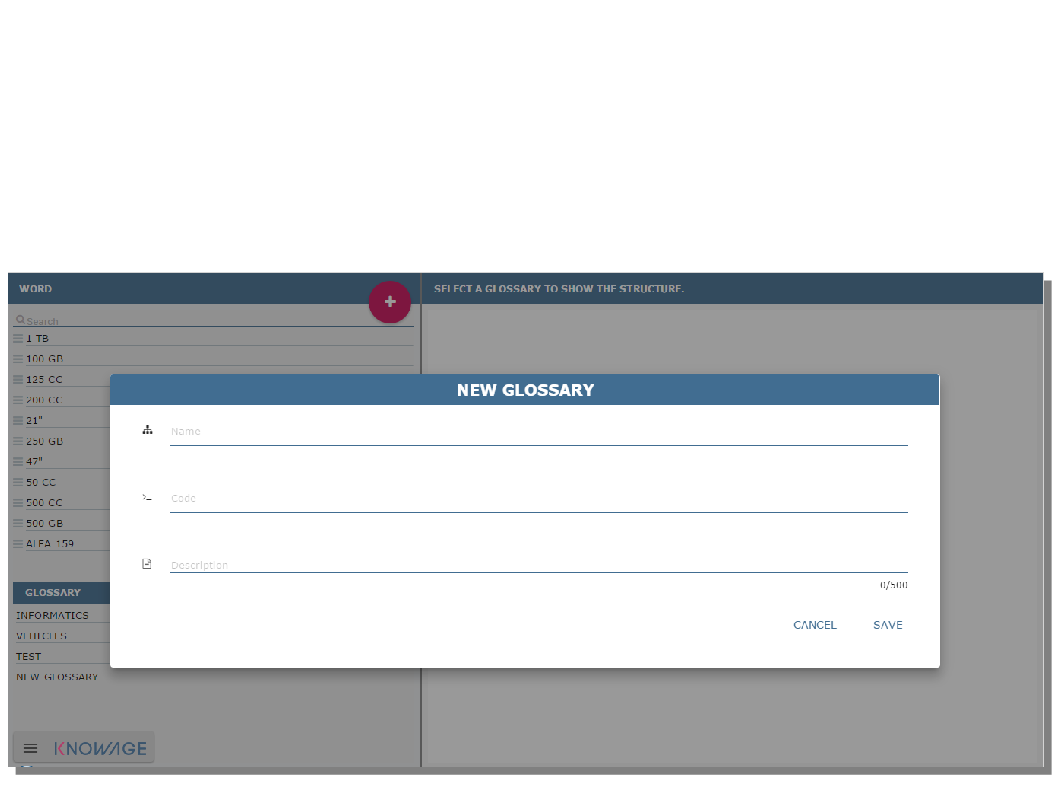 WORD
SELECT A GLOSSARY TO SHOW THE STRUCTURE.
Search
1 TB
100 GB
125 CC
200 CC
21"
250 GB
47"
50 CC
500 CC
500 GB
ALFA 159
NEW GLOSSARY
Name
Code
Description
0/500
CANCEL SAVE
GLOSSARY
INFORMATICS
VEHICLES
TEST
NEW GLOSSARY
KNOWAGE